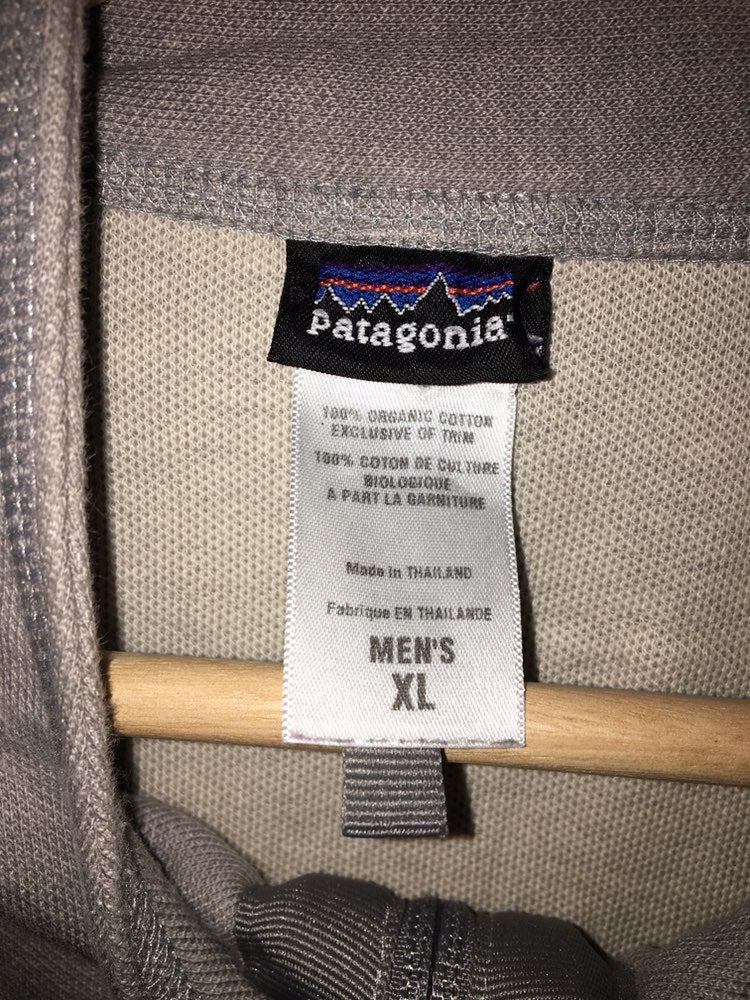 patagonia
100% ORGANIC COTTON
EXCLUSIVE OF TRIM
100% COTON DE CULTURE
BIOLOGIQUE
A PART LA GARNITURE
Made in THAILAND
Fabrique EN THAILANDE
MEN'S
XL